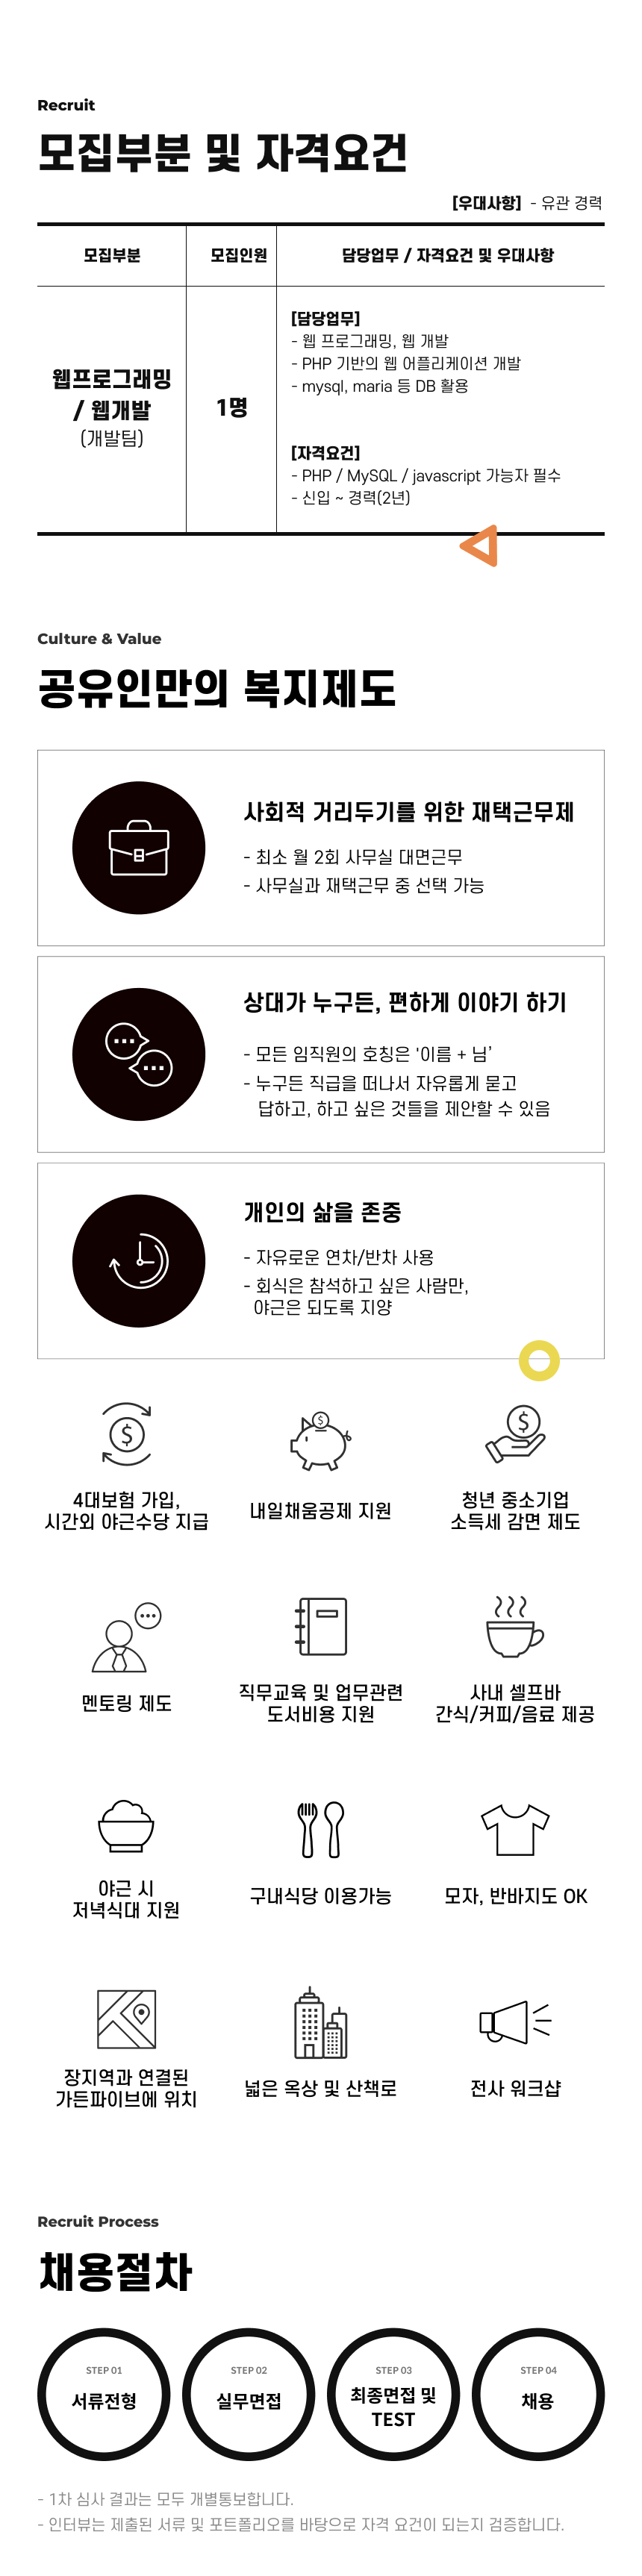 Recruit
모집부분 및 자격요건
[우대사항] - 유관 경력
모집부분 모집인원 담당업무 / 자격요건 및 우대사항
웹프로그래밍
/ 웹개발
(개발팀)
1명
[담당업무]
- 웹 프로그래밍, 웹 개발
- PHP 기반의 웹 어플리케이션 개발
- mysql, maria 등 DB 활용
[자격요건]
- PHP / MySQL / javascript 가능자 필수
- 신입 ~ 경력(2년)
Culture & Value
공유인만의 복지제도
사회적 거리두기를 위한 재택근무제
- 최소 월 2회 사무실 대면근무
- 사무실과 재택근무 중 선택 가능
상대가 누구든, 편하게 이야기 하기
- 모든 임직원의 호칭은 ‘이름 + 님’
- 누구든 직급을 떠나서 자유롭게 묻고
답하고, 하고 싶은 것들을 제안할 수 있음
개인의 삶을 존중
- 자유로운 연차/반차 사용
- 회식은 참석하고 싶은 사람만,
야근은 되도록 지양
4대보험 가입,
시간외 야근수당 지급
내일채움공제 지원
청년 중소기업
소득세 감면 제도
멘토링 제도
직무교육 및 업무관련
도서비용 지원
사내 셀프바
간식/커피/음료 제공
야근 시
저녁식대 지원
구내식당 이용가능
모자, 반바지도 OK
장지역과 연결된
가든파이브에 위치
넓은 옥상 및 산책로
전사 워크샵
Recruit Process
채용절차
STEP 01
서류전형
STEP 02
실무면접
STEP 03
최종면접 및
TEST
STEP 04
채용
- 1차 심사 결과는 모두 개별통보합니다.
- 인터뷰는 제출된 서류 및 포트폴리오를 바탕으로 자격 요건이 되는지 검증합니다.